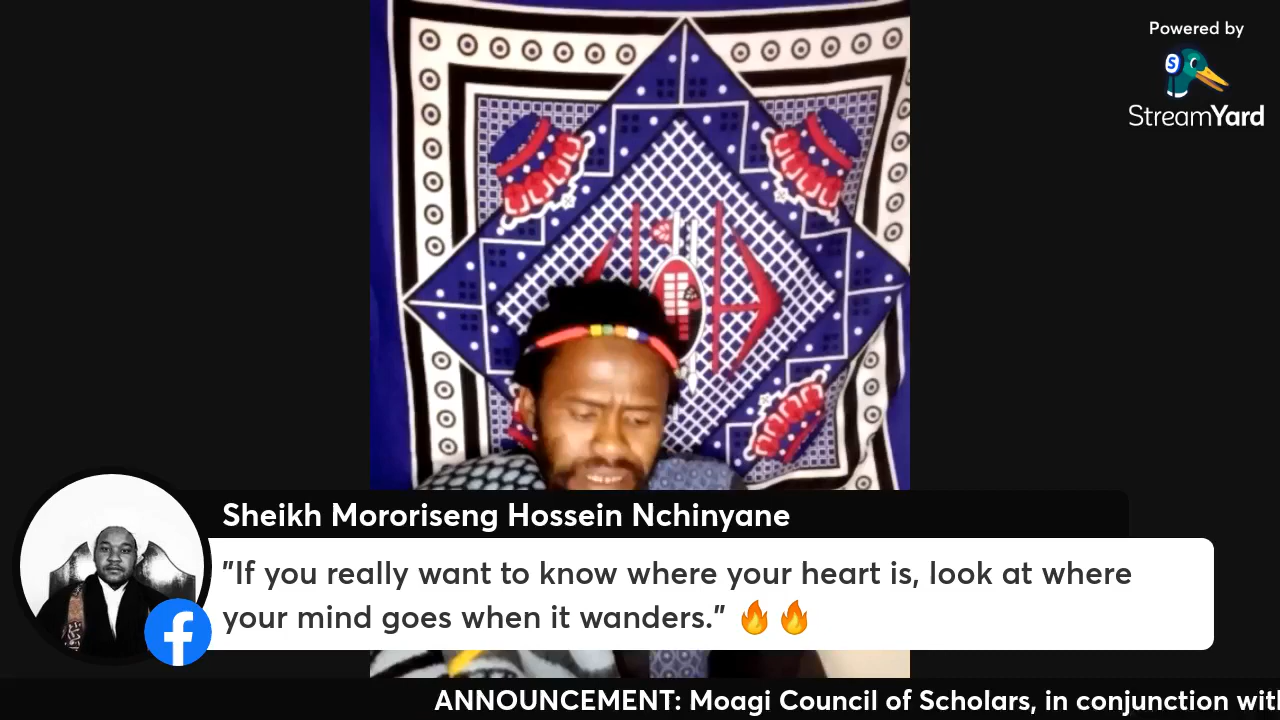 Powered by
S
StreamYard
Sheikh Mororiseng Hossein Nchinyane
"If you really want to know where your heart is, look at where
your mind goes when it wanders." 🔥🔥
ANNOUNCEMENT: Moagi Council of Scholars, in conjunction wit